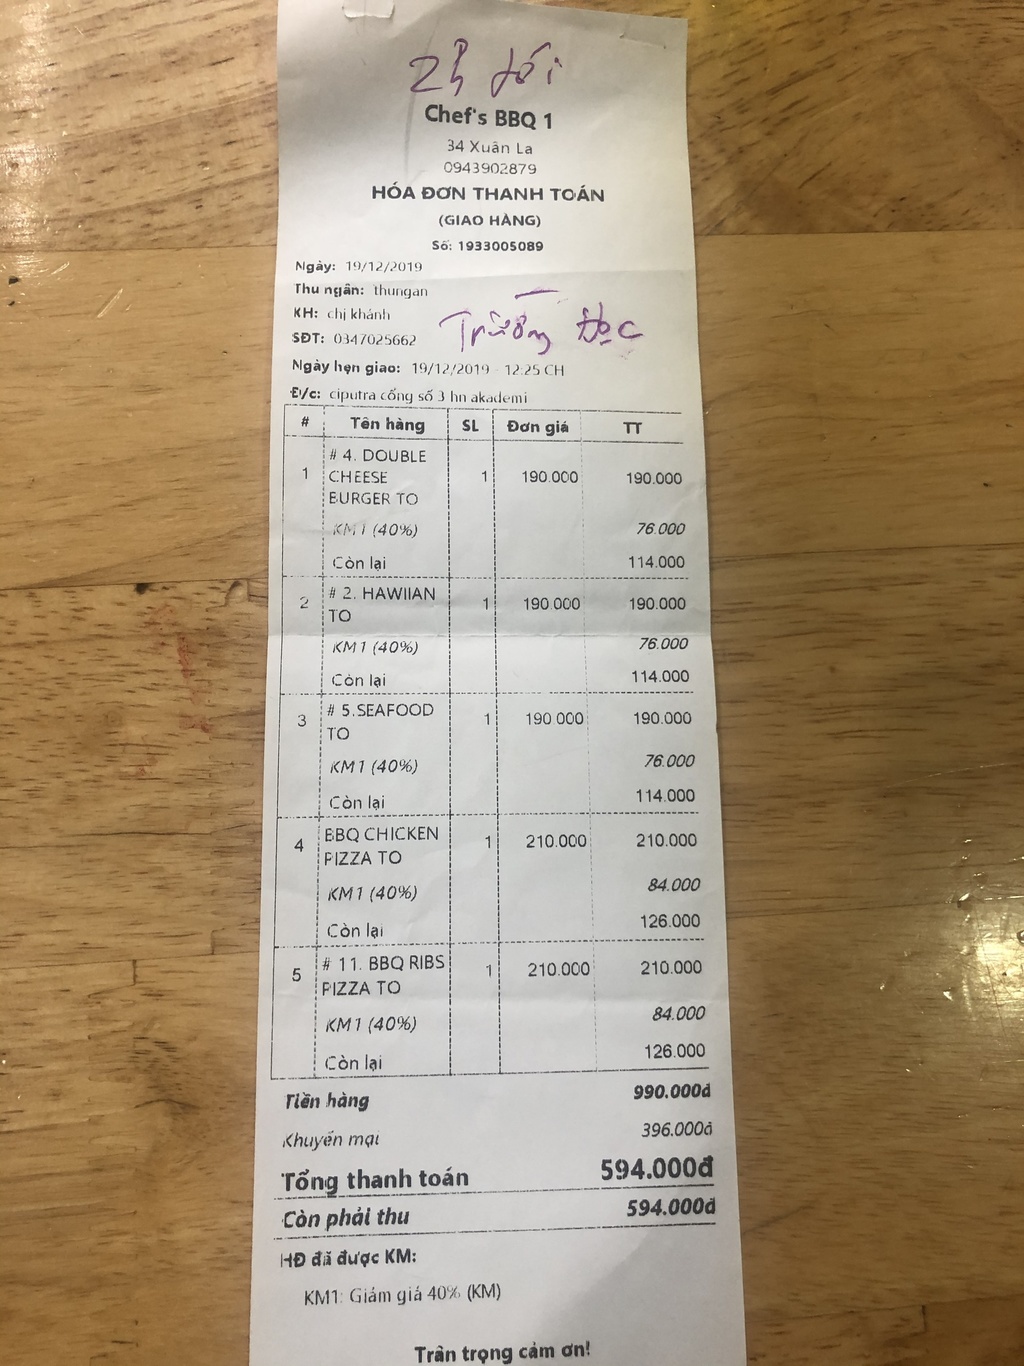 2h tới
Chef's BBQ 1
34 Xuân La
0943902879
HÓA ĐƠN THANH TOÁN
(GIAO HÀNG)
Số: 1933005089
Ngày: 19/12/2019
Thu ngân: thungan
KH: chị khánh
Trường Học
SĐT: 0347025662
Ngày hẹn giao: 19/12/2019 - 12:25 CH
Đ/c: ciputra cổng số 3 hn akademi
# Tên hàng SL Đơn giá TT
1 # 4. DOUBLE CHEESE BURGER TO 1 190.000 190.000
KM1 (40%) 76.000
Còn lại 114.000
2 # 2. HAWIIAN TO 1 190.000 190.000
KM1 (40%) 76.000
Còn lại 114.000
3 # 5.SEAFOOD TO 1 190.000 190.000
KM1 (40%) 76.000
Còn lại 114.000
4 BBQ CHICKEN PIZZA TO 1 210.000 210.000
KM1 (40%) 84.000
Còn lại 126.000
5 # 11. BBQ RIBS PIZZA TO 1 210.000 210.000
KM1 (40%) 84.000
Còn lại 126.000
Tiền hàng 990.000đ
Khuyến mại 396.000đ
Tổng thanh toán 594.000đ
Còn phải thu 594.000đ
HĐ đã được KM:
KM1: Giảm giá 40% (KM)
Trân trọng cảm ơn!